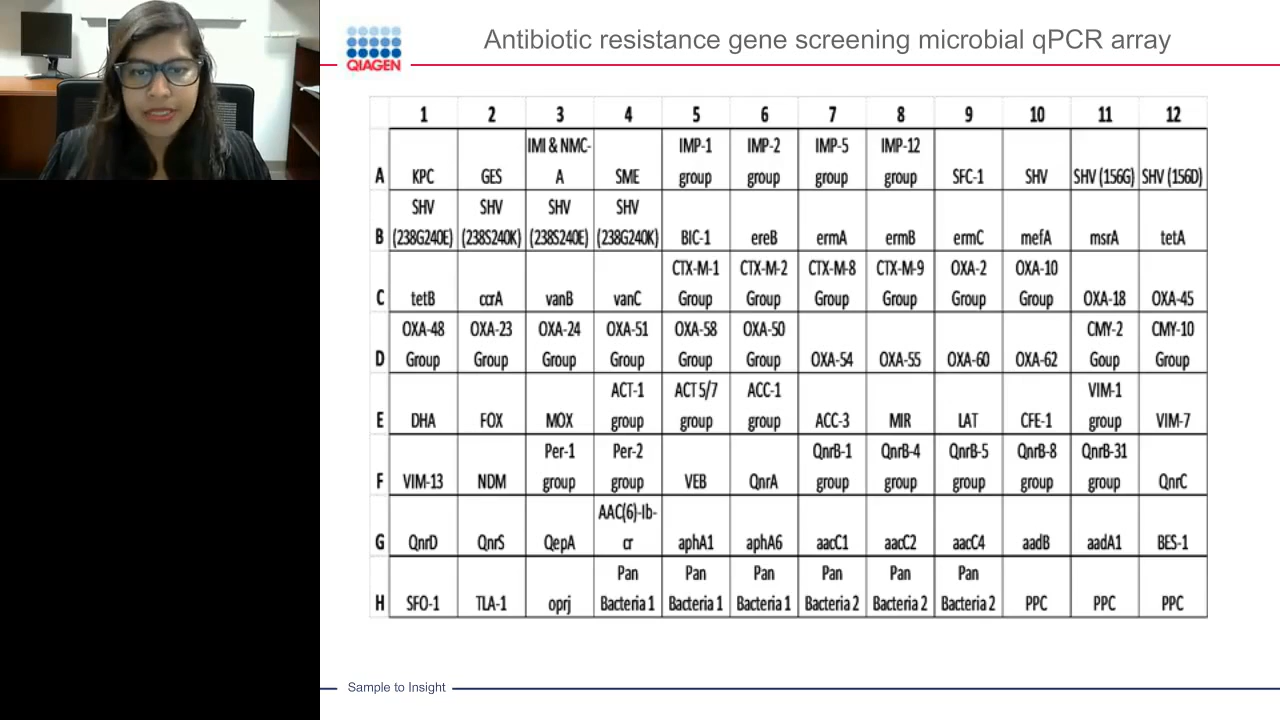 QIAGEN
Antibiotic resistance gene screening microbial qPCR array
1 2 3 4 5 6 7 8 9 10 11 12
A KPC GES IMI & NMC-A SME IMP-1 group IMP-2 group IMP-5 group IMP-12 group SFC-1 SHV SHV (156G) SHV (156D)
B SHV (238G240E) SHV (238S240K) SHV (238S240E) SHV (238G240K) BIC-1 ereB ermA ermB ermC mefA msrA tetA
C tetB ccrA vanB vanC CTX-M-1 Group CTX-M-2 Group CTX-M-8 Group CTX-M-9 Group OXA-2 Group OXA-10 Group OXA-18 OXA-45
D OXA-48 Group OXA-23 Group OXA-24 Group OXA-51 Group OXA-58 Group OXA-50 Group OXA-54 OXA-55 OXA-60 OXA-62 CMY-2 Goup CMY-10 Group
E DHA FOX MOX ACT-1 group ACT 5/7 group ACC-1 group ACC-3 MIR LAT CFE-1 VIM-1 group VIM-7
F VIM-13 NDM Per-1 group Per-2 group VEB QnrA QnrB-1 group QnrB-4 group QnrB-5 group QnrB-8 group QnrB-31 group QnrC
G QnrD QnrS QepA AAC(6)-Ib-cr aphA1 aphA6 aacC1 aacC2 aacC4 aadB aadA1 BES-1
H SFO-1 TLA-1 oprj Pan Bacteria 1 Pan Bacteria 1 Pan Bacteria 1 Pan Bacteria 2 Pan Bacteria 2 Pan Bacteria 2 PPC PPC PPC
Sample to Insight